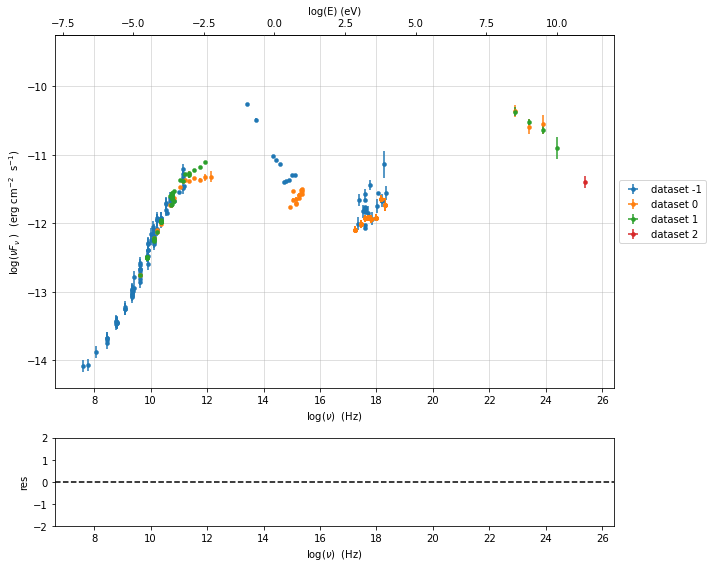 log(E) (eV)
−7.5 −5.0 −2.5 0.0 2.5 5.0 7.5 10.0
−10
−11
−12
−13
−14
log(νFν ) (erg cm⁻² s⁻¹)
8 10 12 14 16 18 20 22 24 26
log(ν) (Hz)
dataset -1
dataset 0
dataset 1
dataset 2
2
1
0
−1
−2
res
8 10 12 14 16 18 20 22 24 26
log(ν) (Hz)